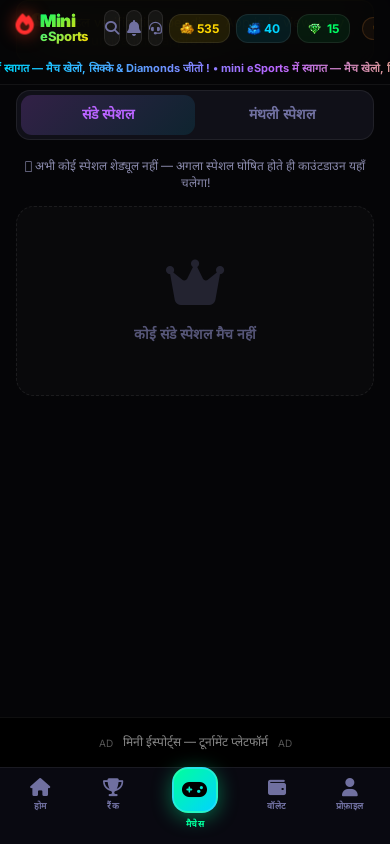 Mini
eSports
535
40
15
स्वागत — मैच खेलो, सिक्के & Diamonds जीतो ! • mini eSports में स्वागत — मैच खेलो,
संडे स्पेशल
मंथली स्पेशल
अभी कोई स्पेशल शेड्यूल नहीं — अगला स्पेशल घोषित होते ही काउंटडाउन यहाँ
चलेगा!
कोई संडे स्पेशल मैच नहीं
AD मिनी ईस्पोर्ट्स — टूर्नामेंट प्लेटफॉर्म AD
होम
रैंक
मैचेस
वॉलेट
प्रोफ़ाइल